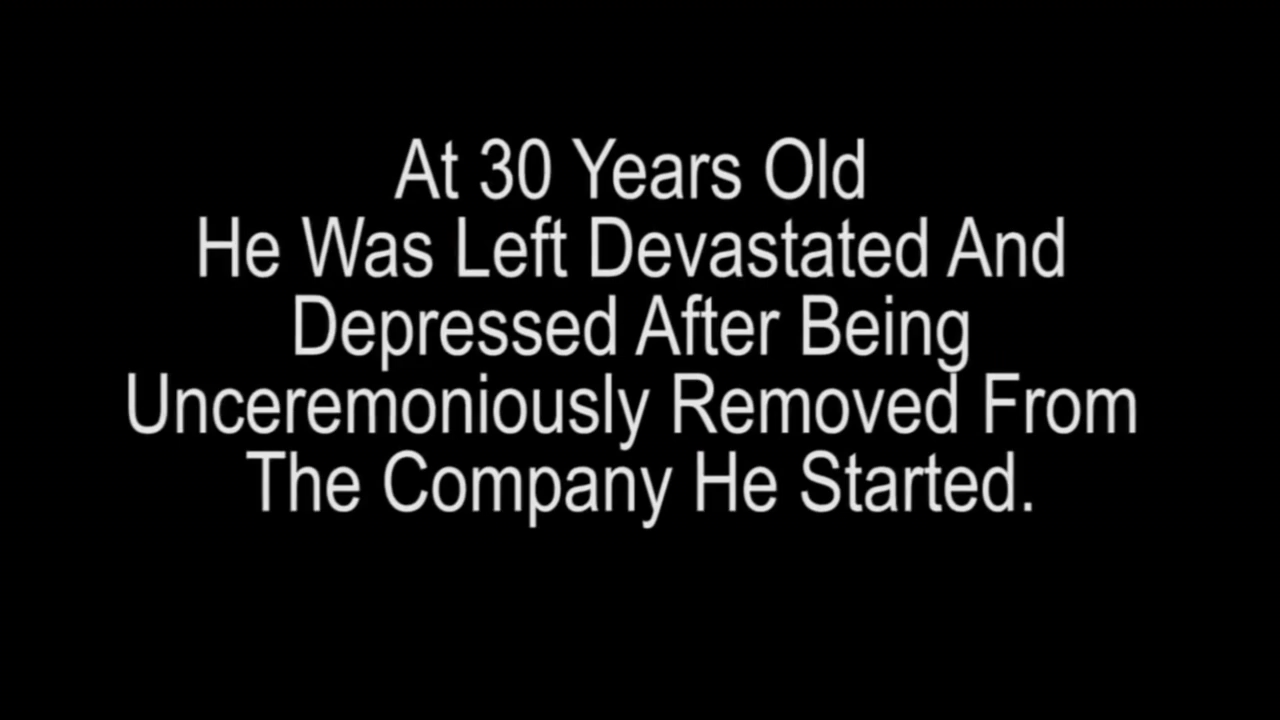 At 30 Years Old
He Was Left Devastated And
Depressed After Being
Unceremoniously Removed From
The Company He Started.